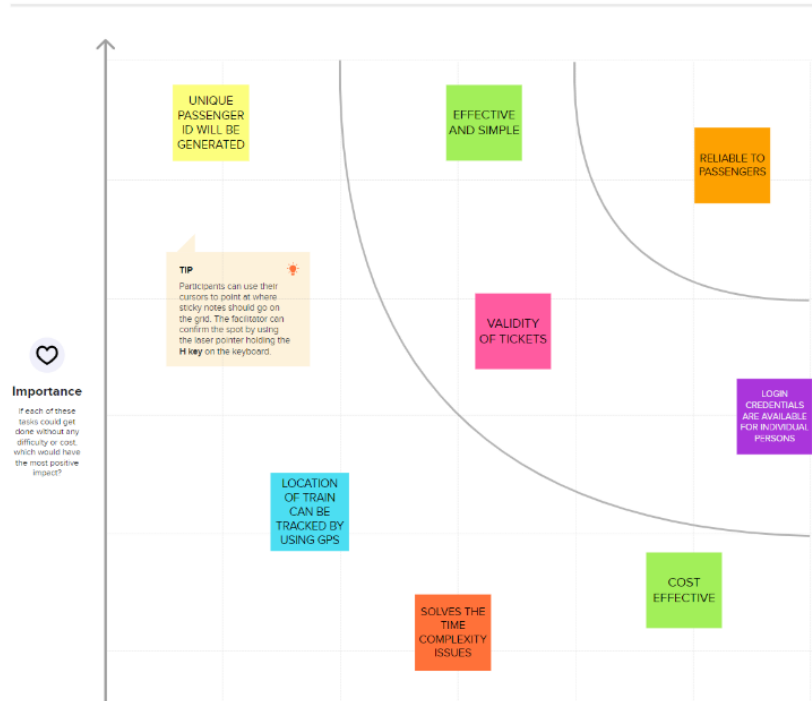 UNIQUE
PASSENGER
ID WILL BE
GENERATED
EFFECTIVE
AND SIMPLE
RELIABLE TO
PASSENGERS
TIP
Participants can use their
cursors to point at where
sticky notes should go on
the grid. The facilitator can
confirm the spot by using
the laser pointer holding the
H key on the keyboard.
VALIDITY
OF TICKETS
Importance
If each of these
tasks could get
done without any
difficulty or cost,
which would have
the most positive
impact?
LOGIN
CREDENTIALS
ARE AVAILABLE
FOR INDIVIDUAL
PERSONS
LOCATION
OF TRAIN
CAN BE
TRACKED BY
USING GPS
COST
EFFECTIVE
SOLVES THE
TIME
COMPLEXITY
ISSUES